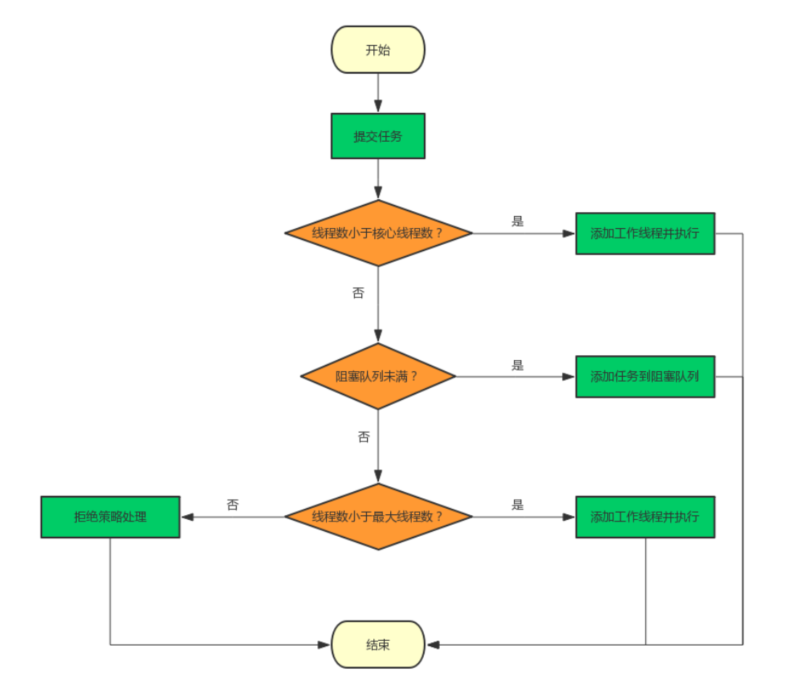 开始
提交任务
线程数小于核心线程数？
是
添加工作线程并执行
否
阻塞队列未满？
是
添加任务到阻塞队列
否
拒绝策略处理
否
线程数小于最大线程数？
是
添加工作线程并执行
结束